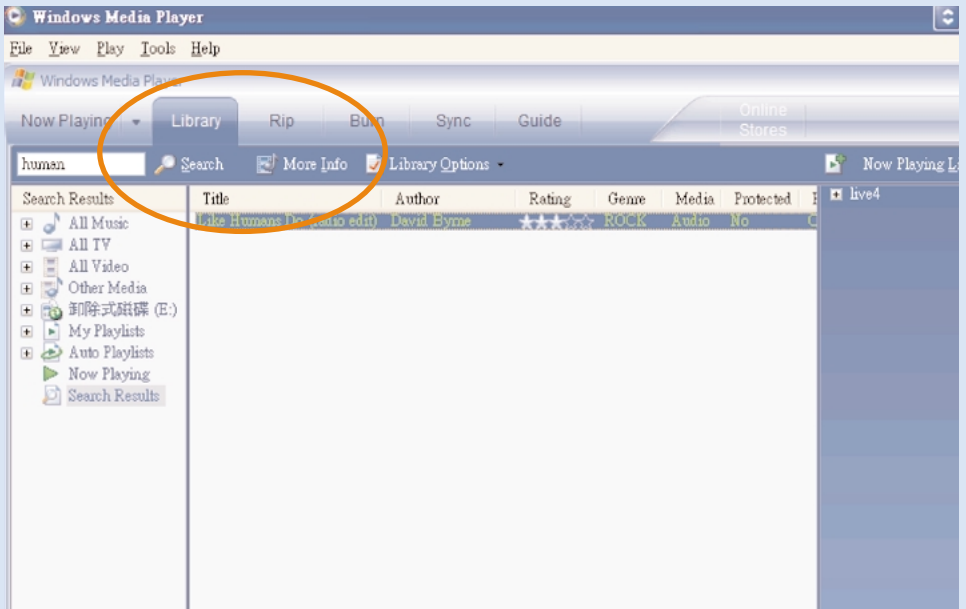 Windows Media Player
File View Play Tools Help
Windows Media Player
Now Playing Library Rip Burn Sync Guide Online Stores
human Search More Info Library Options Now Playing Li
Search Results Title Author Rating Genre Media Protected
live4
All Music Like Humans Do (radio edit) David Byrne ROCK Audio No
All TV
All Video
Other Media
卸除式磁碟 (E:)
My Playlists
Auto Playlists
Now Playing
Search Results